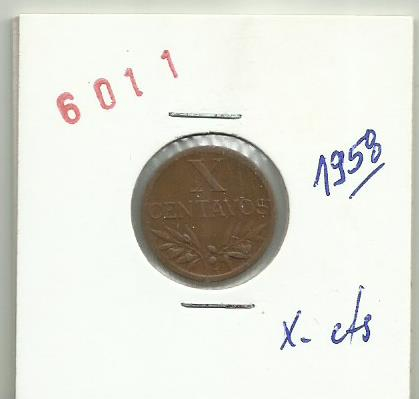 6011
X
CENTAVOS
1958
X- cts